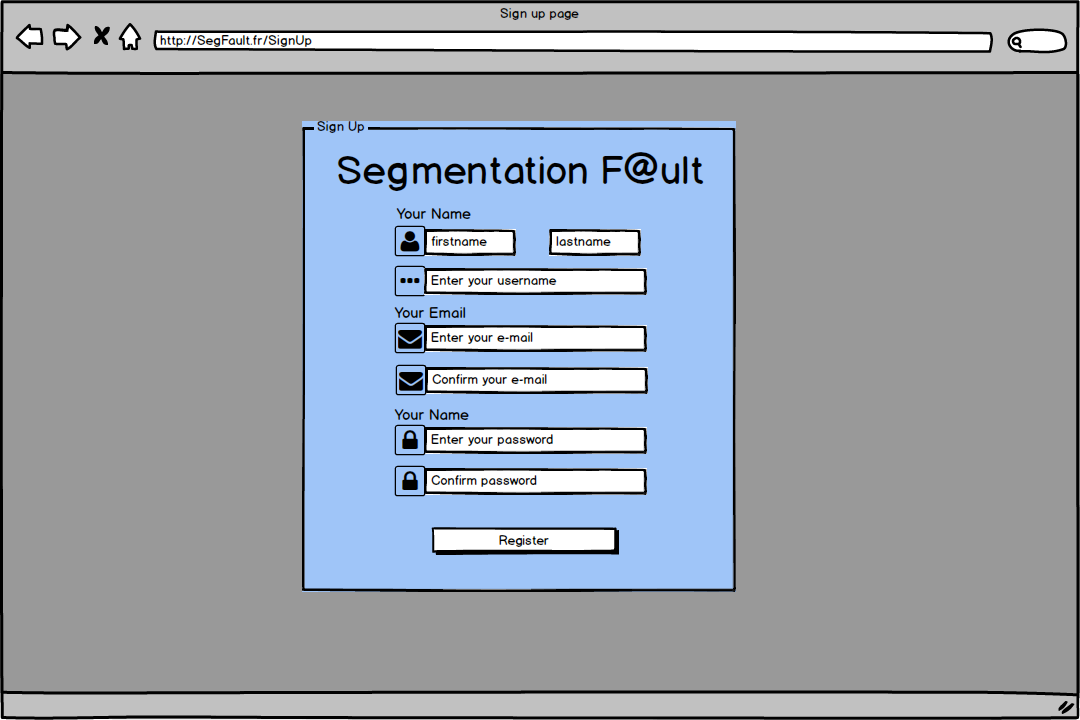 Sign up page
http://SegFault.fr/SignUp
Sign Up
Segmentation F@ult
Your Name
firstname lastname
Enter your username
Your Email
Enter your e-mail
Confirm your e-mail
Your Name
Enter your password
Confirm password
Register